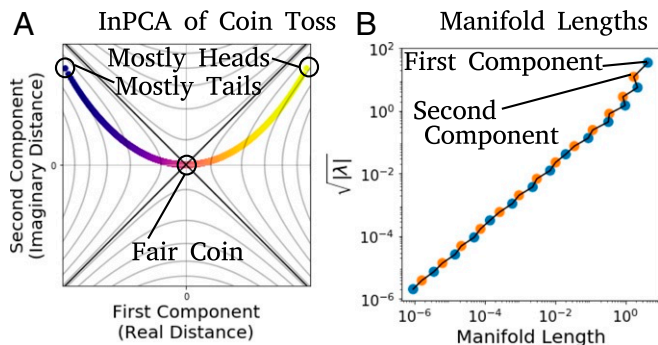 A
InPCA of Coin Toss
Mostly Heads
Mostly Tails
Fair Coin
Second Component
(Imaginary Distance)
0
0
First Component
(Real Distance)
B
Manifold Lengths
First Component
Second
Component
√|λ|
10²
10⁰
10⁻²
10⁻⁴
10⁻⁶
10⁻⁶
10⁻⁴
10⁻²
10⁰
Manifold Length